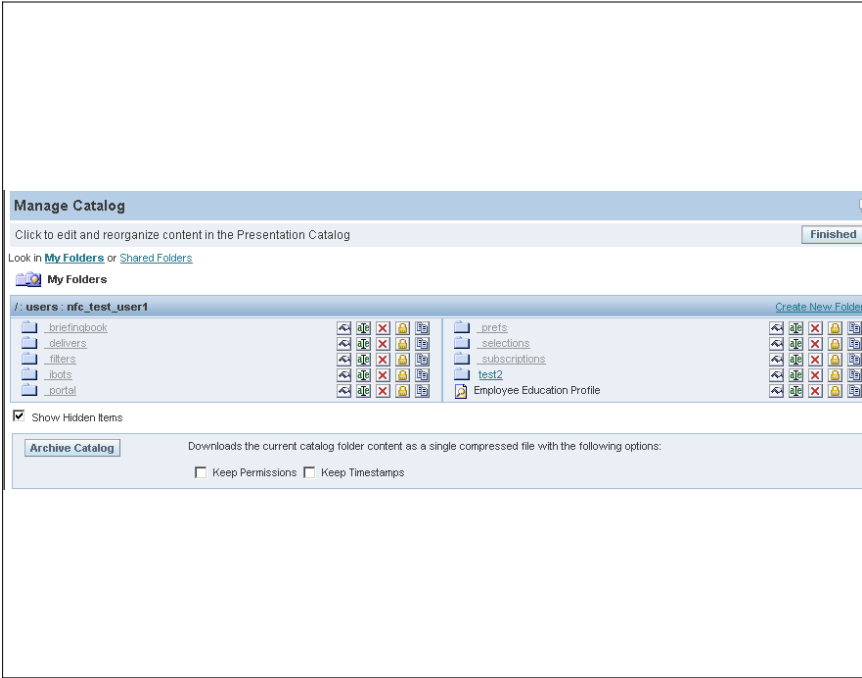 Manage Catalog
Click to edit and reorganize content in the Presentation Catalog
Finished
Look in My Folders or Shared Folders
My Folders
/: users : nfc_test_user1
Create New Folder
_briefingbook
_delivers
_filters
_ibots
_portal
_prefs
_selections
_subscriptions
test2
Employee Education Profile
Show Hidden Items
Archive Catalog
Downloads the current catalog folder content as a single compressed file with the following options:
Keep Permissions Keep Timestamps